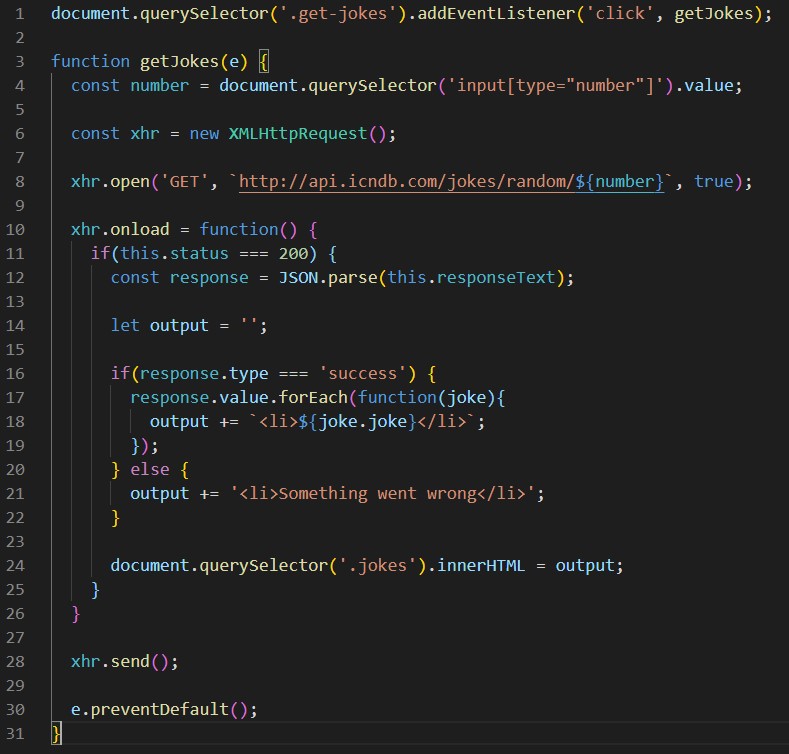 1 document.querySelector('.get-jokes').addEventListener('click', getJokes);
2
3 function getJokes(e) {
4   const number = document.querySelector('input[type="number"]').value;
5
6   const xhr = new XMLHttpRequest();
7
8   xhr.open('GET', `http://api.icndb.com/jokes/random/${number}`, true);
9
10   xhr.onload = function() {
11     if(this.status === 200) {
12       const response = JSON.parse(this.responseText);
13
14       let output = '';
15
16       if(response.type === 'success') {
17         response.value.forEach(function(joke){
18           output += `<li>${joke.joke}</li>`;
19         });
20       } else {
21         output += '<li>Something went wrong</li>';
22       }
23
24       document.querySelector('.jokes').innerHTML = output;
25     }
26   }
27
28   xhr.send();
29
30   e.preventDefault();
31 }